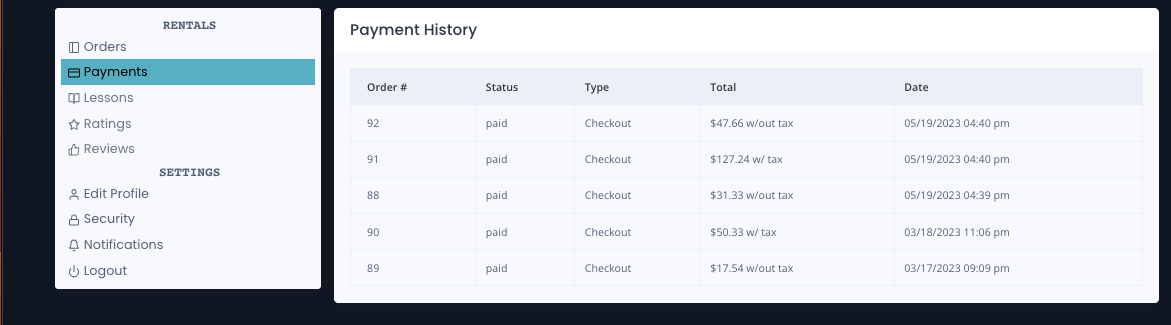 RENTALS
Orders
Payments
Lessons
Ratings
Reviews
SETTINGS
Edit Profile
Security
Notifications
Logout
Payment History
Order # Status Type Total Date
92 paid Checkout $47.66 w/out tax 05/19/2023 04:40 pm
91 paid Checkout $127.24 w/ tax 05/19/2023 04:40 pm
88 paid Checkout $31.33 w/out tax 05/19/2023 04:39 pm
90 paid Checkout $50.33 w/ tax 03/18/2023 11:06 pm
89 paid Checkout $17.54 w/out tax 03/17/2023 09:09 pm